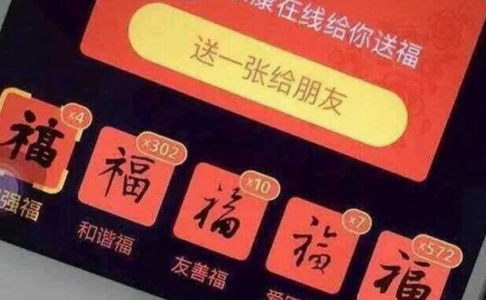 康在线给你送福
送一张给朋友
x4
x302
x10
x7
x572
福
福
福
福
福
强福
和谐福
友善福